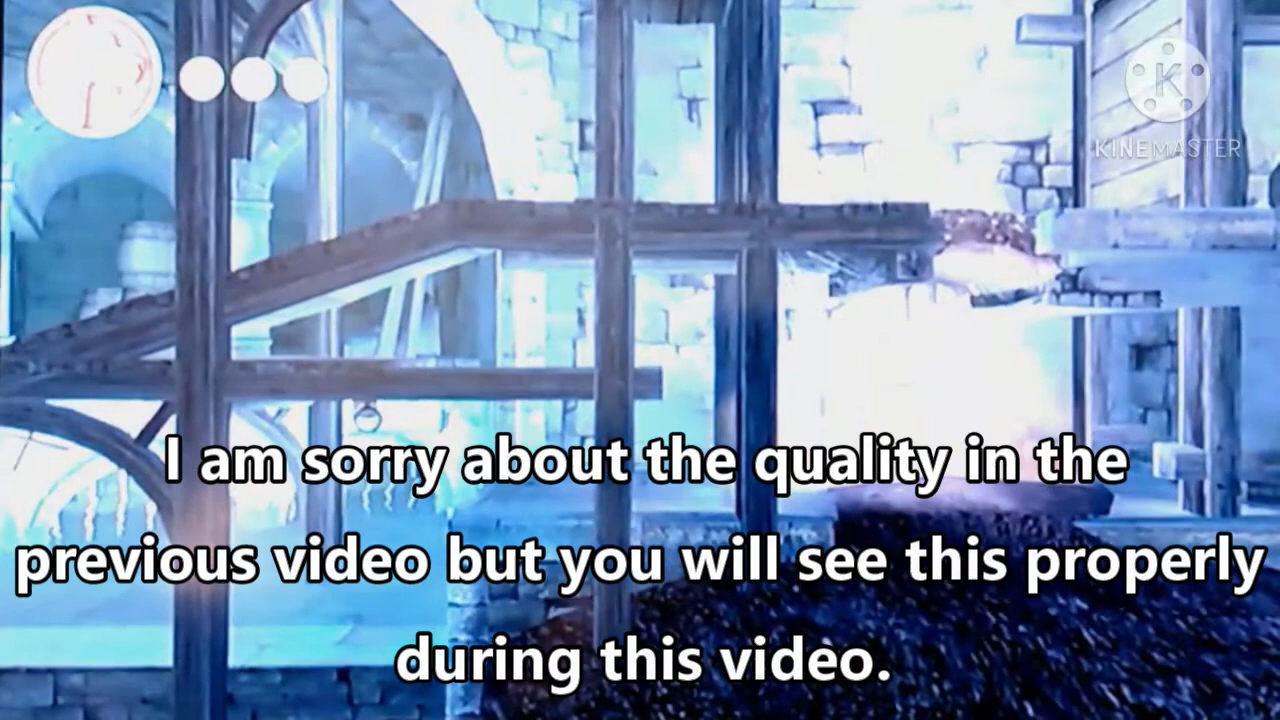 K
KINEMASTER
I am sorry about the quality in the
previous video but you will see this properly
during this video.